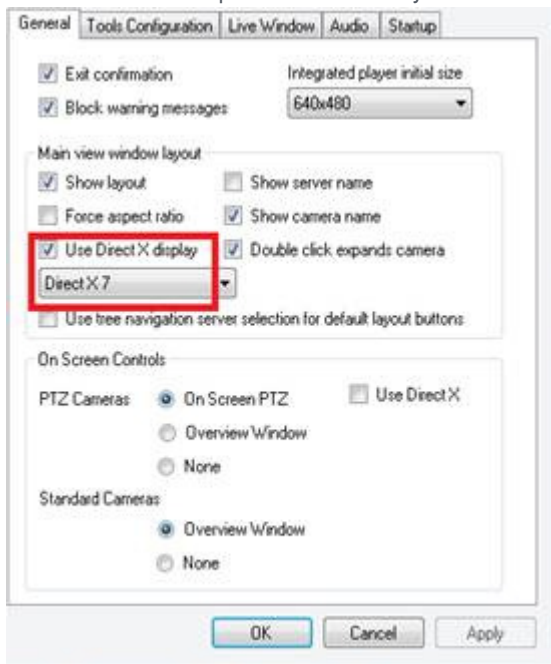 General Tools Configuration Live Window Audio Startup
Exit confirmation Integrated player initial size
Block warning messages 640x480
Main view window layout
Show layout Show server name
Force aspect ratio Show camera name
Use Direct X display Double click expands camera
Direct X 7
Use tree navigation server selection for default layout buttons
On Screen Controls
PTZ Cameras On Screen PTZ Use Direct X
Overview Window
None
Standard Cameras
Overview Window
None
OK Cancel Apply